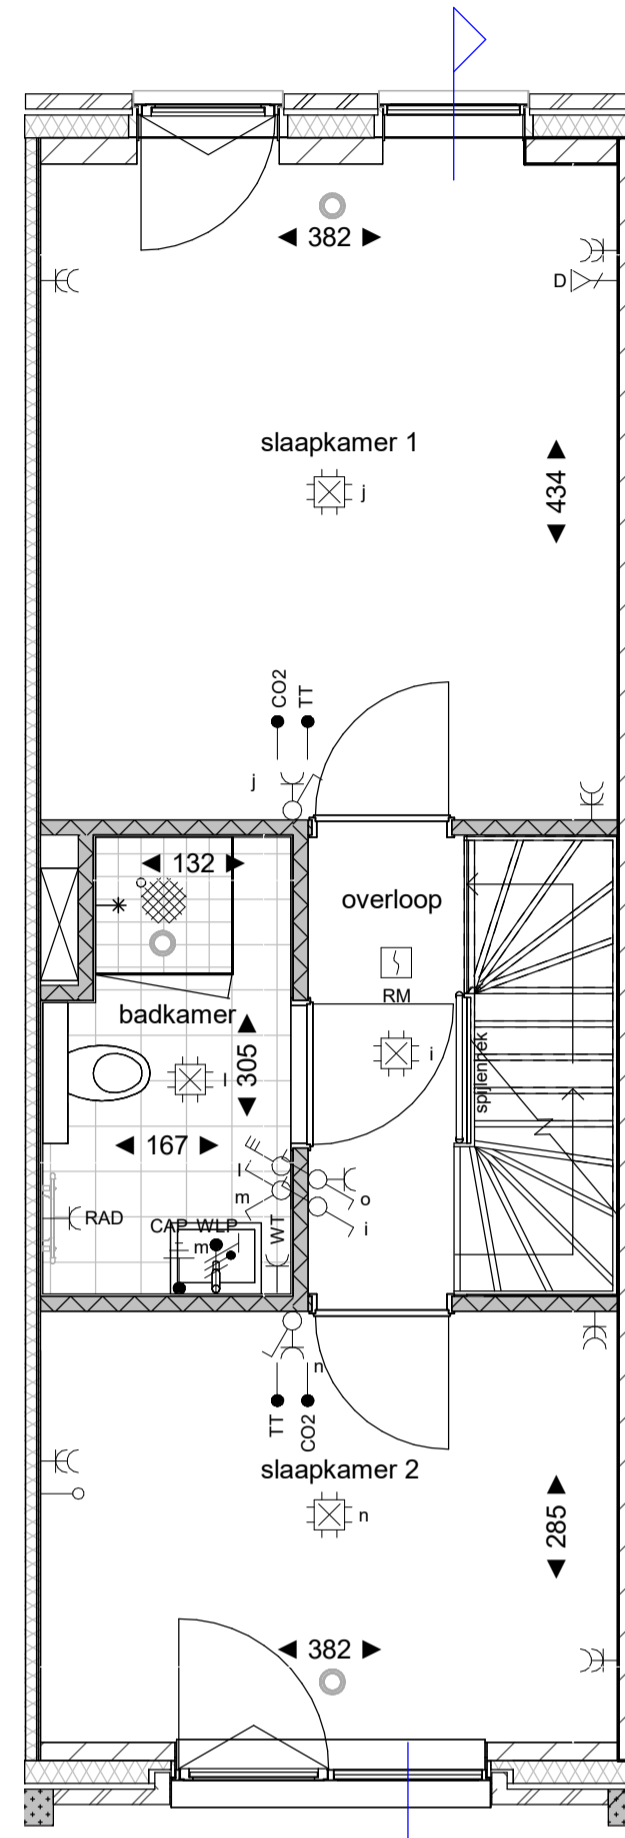 382
D
slaapkamer 1
j
434
CO2
TT
j
132
overloop
RM
badkamer
305
l
i
spijlenhek
167
l
m
o
i
RAD
CAP WLP
m
l
WT
n
TT
CO2
slaapkamer 2
n
285
382